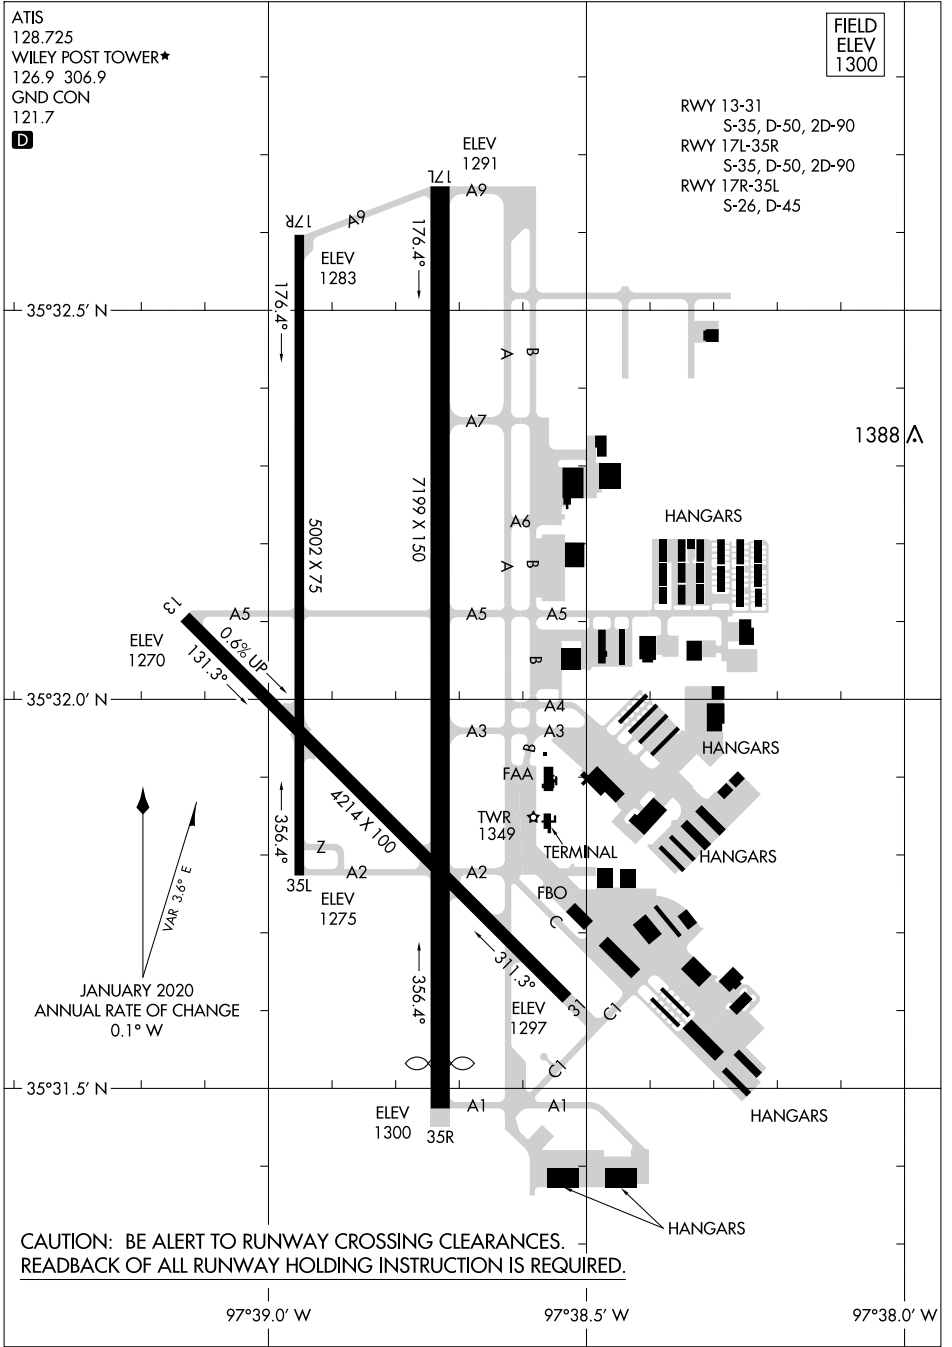 ATIS
128.725
WILEY POST TOWER★
126.9 306.9
GND CON
121.7
D
FIELD
ELEV
1300
RWY 13-31
S-35, D-50, 2D-90
RWY 17L-35R
S-35, D-50, 2D-90
RWY 17R-35L
S-26, D-45
ELEV
1291
17L
A9
A9
17R
ELEV
1283
176.4°
176.4°
35°32.5' N
A
B
A7
1388
7199 X 150
5002 X 75
A6
HANGARS
A
B
13
A5
A5
A5
ELEV
1270
0.6% UP
131.3°
B
35°32.0' N
A4
A3
A3
B
HANGARS
FAA
TWR
1349
TERMINAL
HANGARS
4214 X 100
356.4°
Z
A2
A2
35L
ELEV
1275
FBO
C
VAR 3.6° E
311.3°
356.4°
JANUARY 2020
ANNUAL RATE OF CHANGE
0.1° W
31
ELEV
1297
C1
C1
35°31.5' N
A1
A1
ELEV
1300
35R
HANGARS
HANGARS
CAUTION: BE ALERT TO RUNWAY CROSSING CLEARANCES.
READBACK OF ALL RUNWAY HOLDING INSTRUCTION IS REQUIRED.
97°39.0' W
97°38.5' W
97°38.0' W